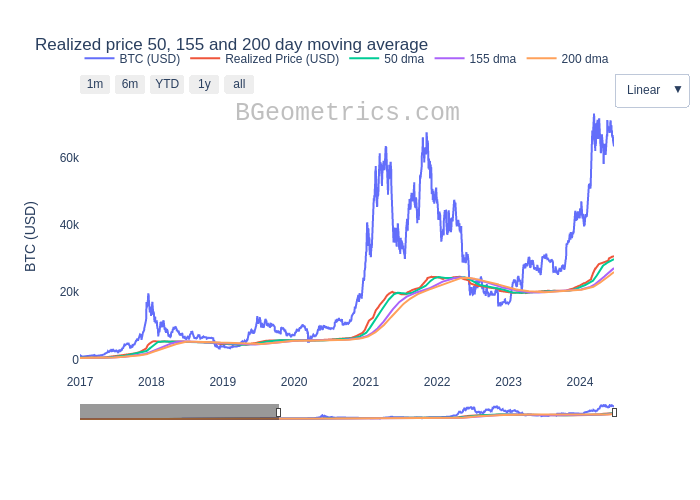 Realized price 50, 155 and 200 day moving average
BTC (USD) Realized Price (USD) 50 dma 155 dma 200 dma
1m 6m YTD 1y all
Linear ▼
BGeometrics.com
60k
40k
20k
0
BTC (USD)
2017 2018 2019 2020 2021 2022 2023 2024